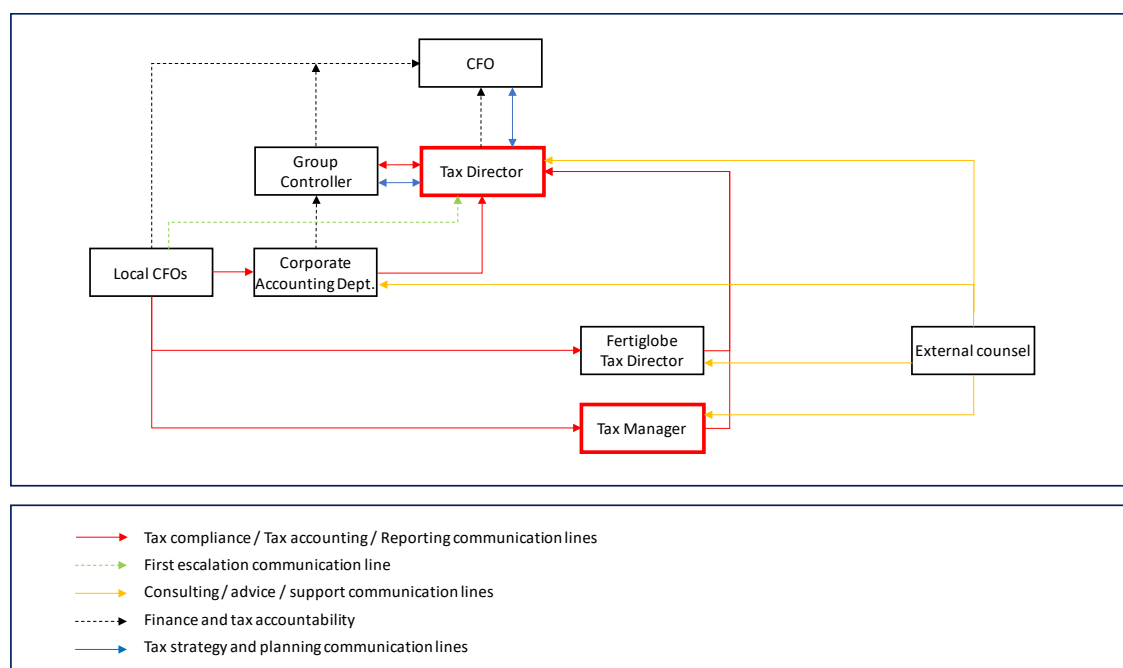 CFO
Group
Controller
Tax Director
Local CFOs
Corporate
Accounting Dept.
Fertiglobe
Tax Director
External counsel
Tax Manager
Tax compliance / Tax accounting / Reporting communication lines
First escalation communication line
Consulting / advice / support communication lines
Finance and tax accountability
Tax strategy and planning communication lines